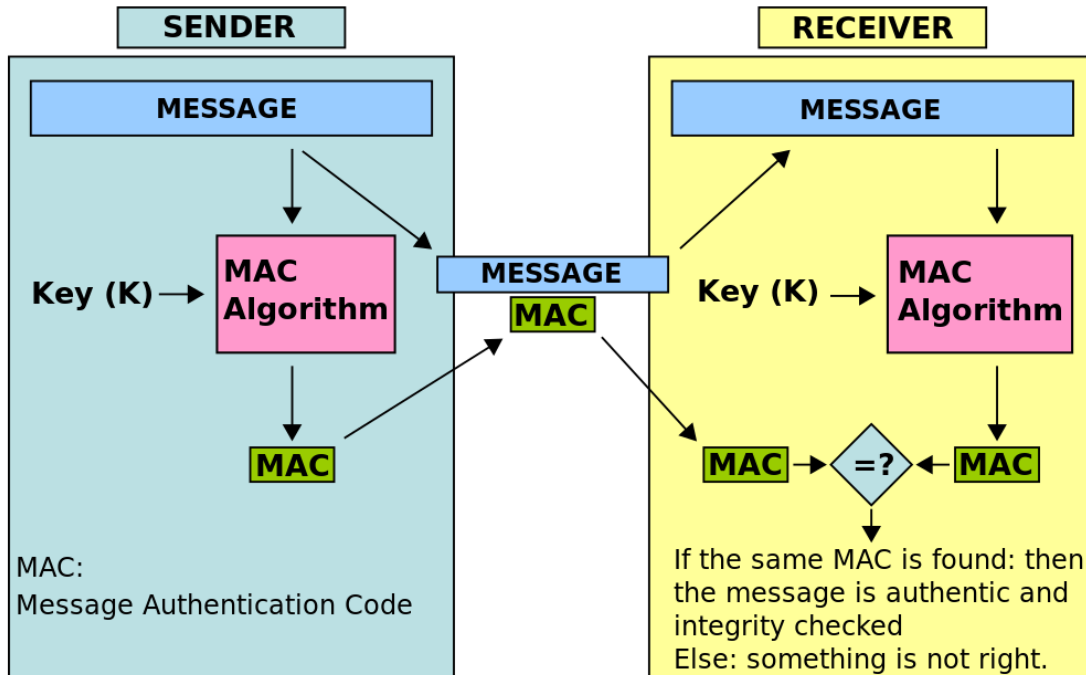 SENDER
RECEIVER
MESSAGE
MESSAGE
Key (K)
MAC
Algorithm
MESSAGE
MAC
Key (K)
MAC
Algorithm
MAC
MAC
=?
MAC
MAC:
Message Authentication Code
If the same MAC is found: then
the message is authentic and
integrity checked
Else: something is not right.